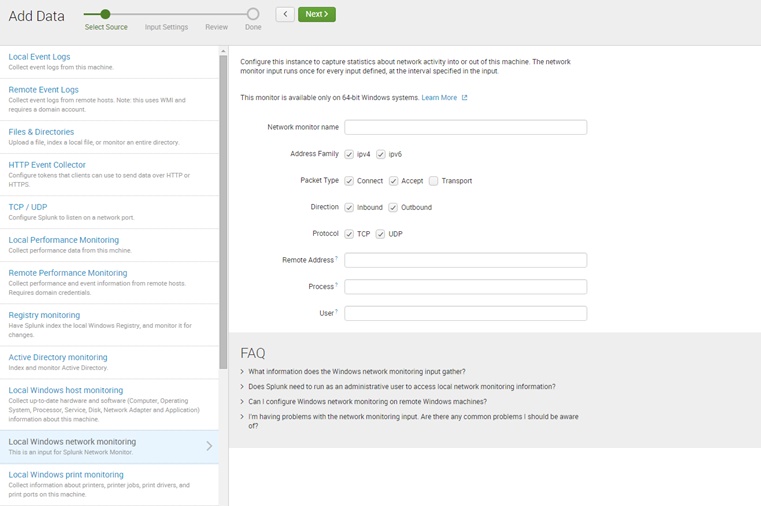 Add Data
Select Source
Input Settings
Review
Done
<
Next >
Local Event Logs
Collect event logs from this machine.
Remote Event Logs
Collect event logs from remote hosts. Note: this uses WMI and
requires a domain account.
Files & Directories
Upload a file, index a local file, or monitor an entire directory.
HTTP Event Collector
Configure tokens that clients can use to send data over HTTP or
HTTPS.
TCP / UDP
Configure Splunk to listen on a network port.
Local Performance Monitoring
Collect performance data from this mchine.
Remote Performance Monitoring
Collect performance and event information from remote hosts.
Requires domain credentials.
Registry monitoring
Have Splunk index the local Windows Registry, and monitor it for
changes.
Active Directory monitoring
Index and monitor Active Directory.
Local Windows host monitoring
Collect up-to-date hardware and software (Computer, Operating
System, Processor, Service, Disk, Network Adapter and Application)
information about this machine.
Local Windows network monitoring
This is an input for Splunk Network Monitor.
Local Windows print monitoring
Collect information about printers, printer jobs, print drivers, and
print ports on this machine.
Configure this instance to capture statistics about network activity into or out of this machine. The network
monitor input runs once for every input defined, at the interval specified in the input.
This monitor is available only on 64-bit Windows systems. Learn More
Network monitor name
Address Family ipv4 ipv6
Packet Type Connect Accept Transport
Direction Inbound Outbound
Protocol TCP UDP
Remote Address ?
Process ?
User ?
FAQ
> What information does the Windows network monitoring input gather?
> Does Splunk need to run as an administrative user to access local network monitoring information?
> Can I configure Windows network monitoring on remote Windows machines?
> I'm having problems with the network monitoring input. Are there any common problems I should be aware
of?